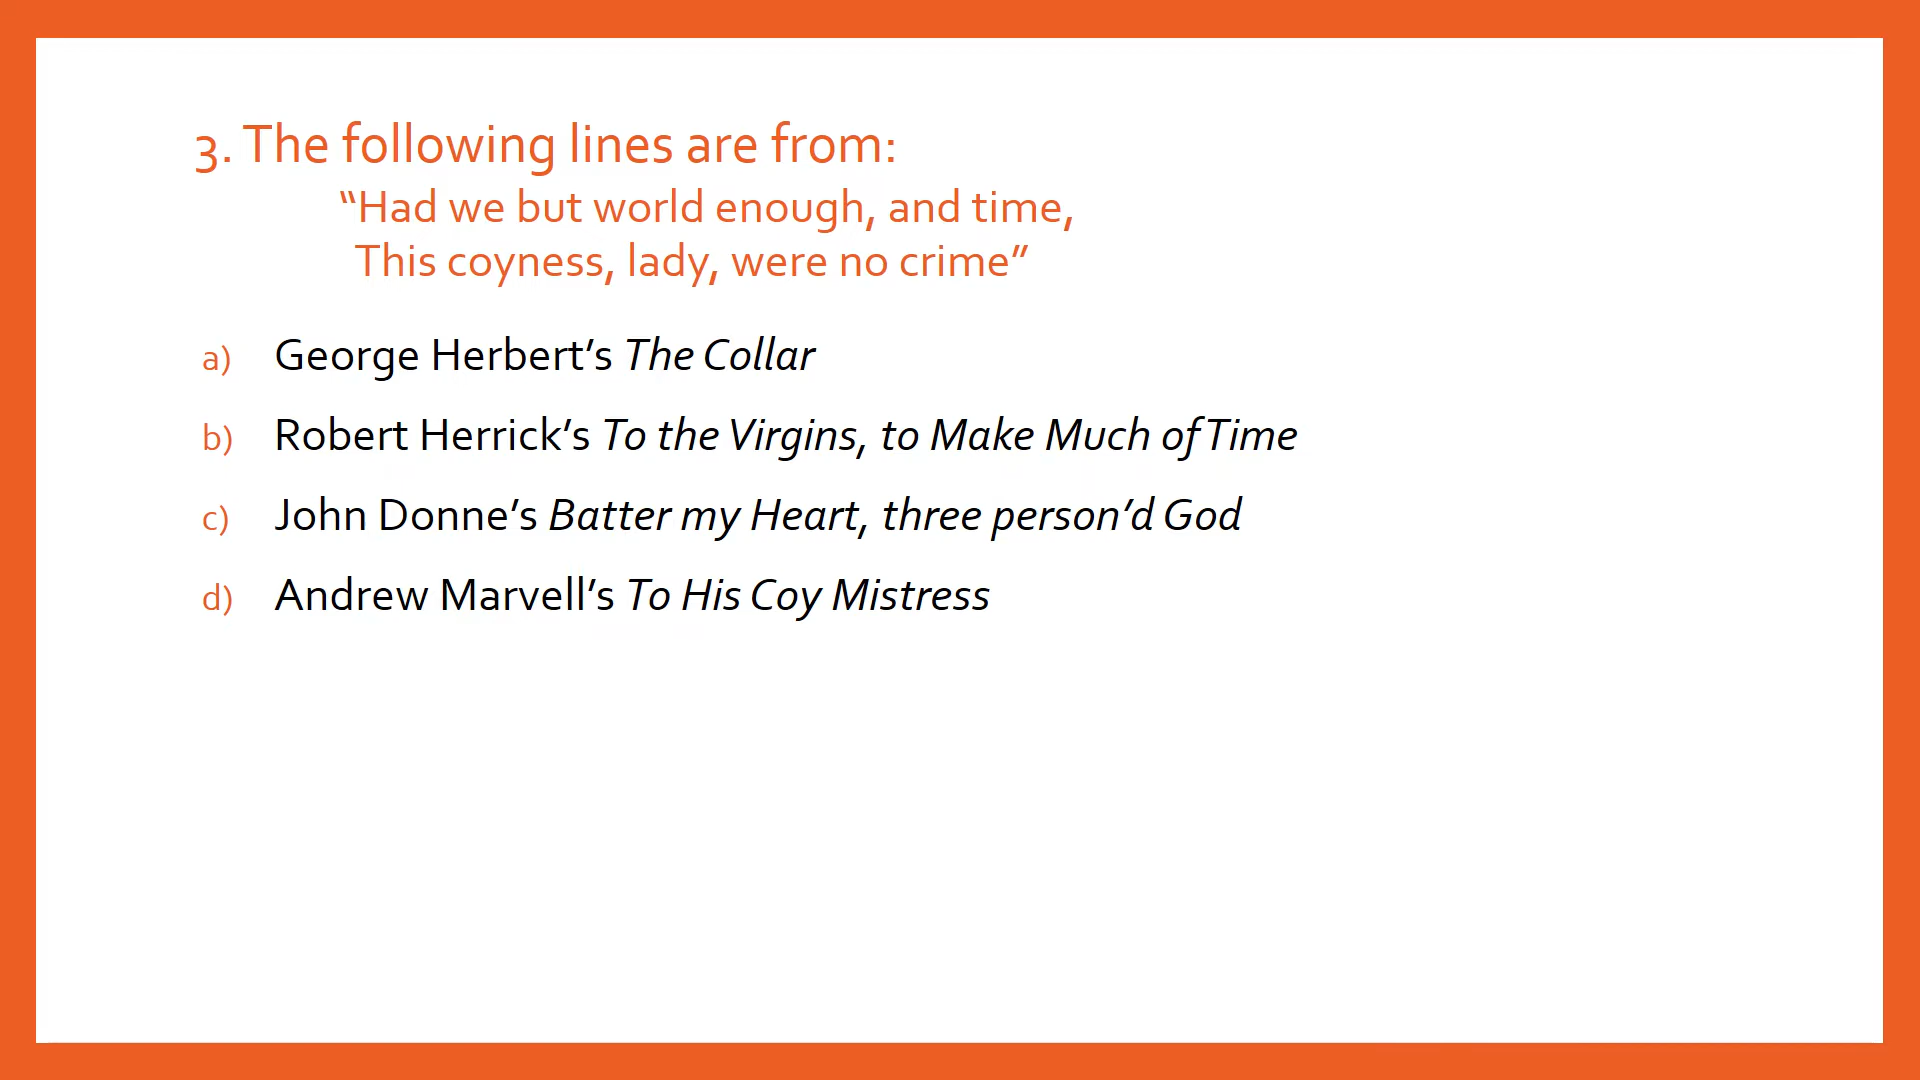 3. The following lines are from:
“Had we but world enough, and time,
This coyness, lady, were no crime”
a) George Herbert’s The Collar
b) Robert Herrick’s To the Virgins, to Make Much of Time
c) John Donne’s Batter my Heart, three person’d God
d) Andrew Marvell’s To His Coy Mistress